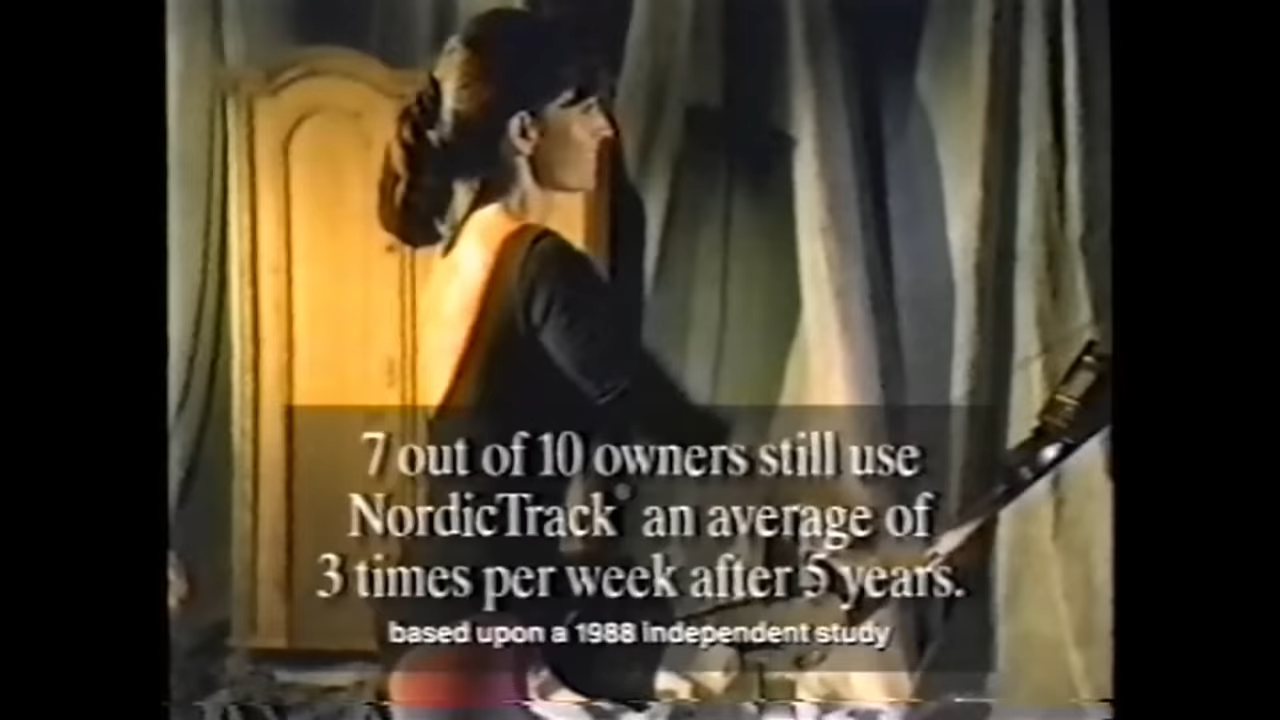 7 out of 10 owners still use
NordicTrack® an average of
3 times per week after 5 years.
based upon a 1988 independent study